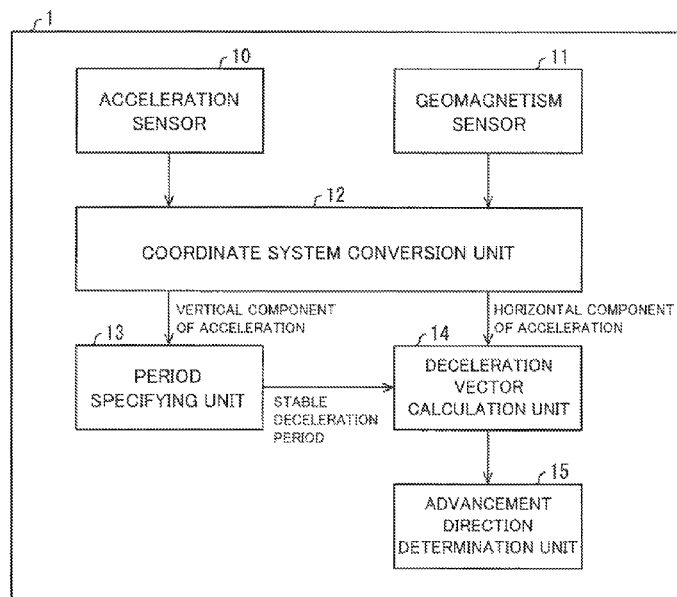 1
10
ACCELERATION
SENSOR
11
GEOMAGNETISM
SENSOR
12
COORDINATE SYSTEM CONVERSION UNIT
VERTICAL COMPONENT
OF ACCELERATION
HORIZONTAL COMPONENT
OF ACCELERATION
13
PERIOD
SPECIFYING UNIT
STABLE
DECELERATION
PERIOD
14
DECELERATION
VECTOR
CALCULATION UNIT
15
ADVANCEMENT
DIRECTION
DETERMINATION UNIT